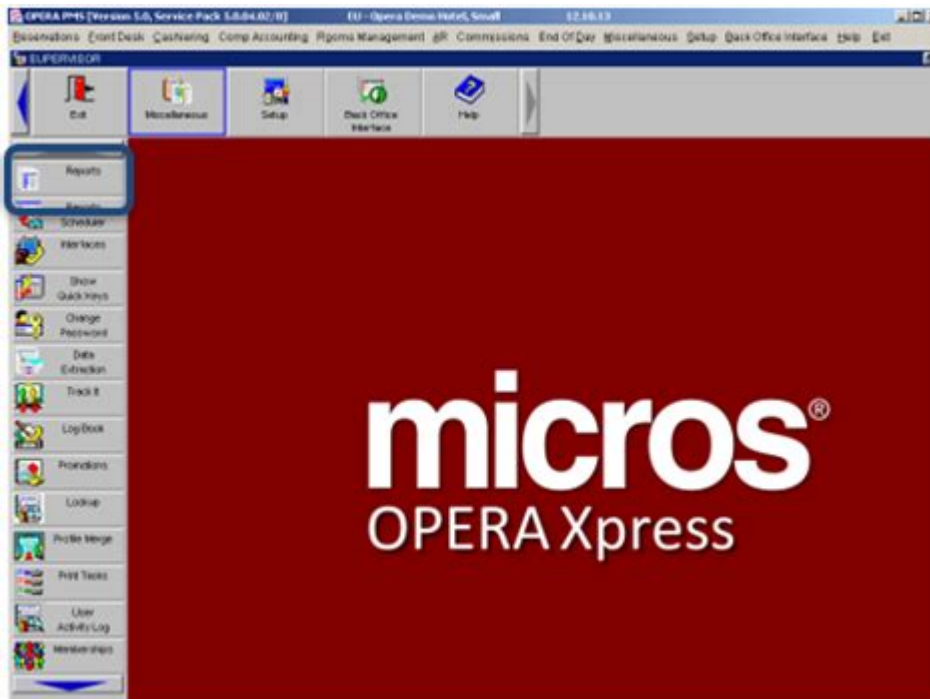 OPERA PMS [Version 5.0, Service Pack 5.0.04.02/0] EU - Opera Demo Hotel, Small 12.10.13
Reservations Front Desk Cashiering Comp Accounting Rooms Management AR Commissions End Of Day Miscellaneous Setup Back Office Interface Help Exit
SUPERVISOR
Exit Miscellaneous Setup Back Office Help
Interface
Reports
Reports
Scheduler
Interfaces
Show
Quick Keys
Change
Password
Data
Extraction
Track It
Log Book
Promotions
Lookup
Profile Merge
Print Tasks
User
Activity Log
Memberships
micros®
OPERA Xpress